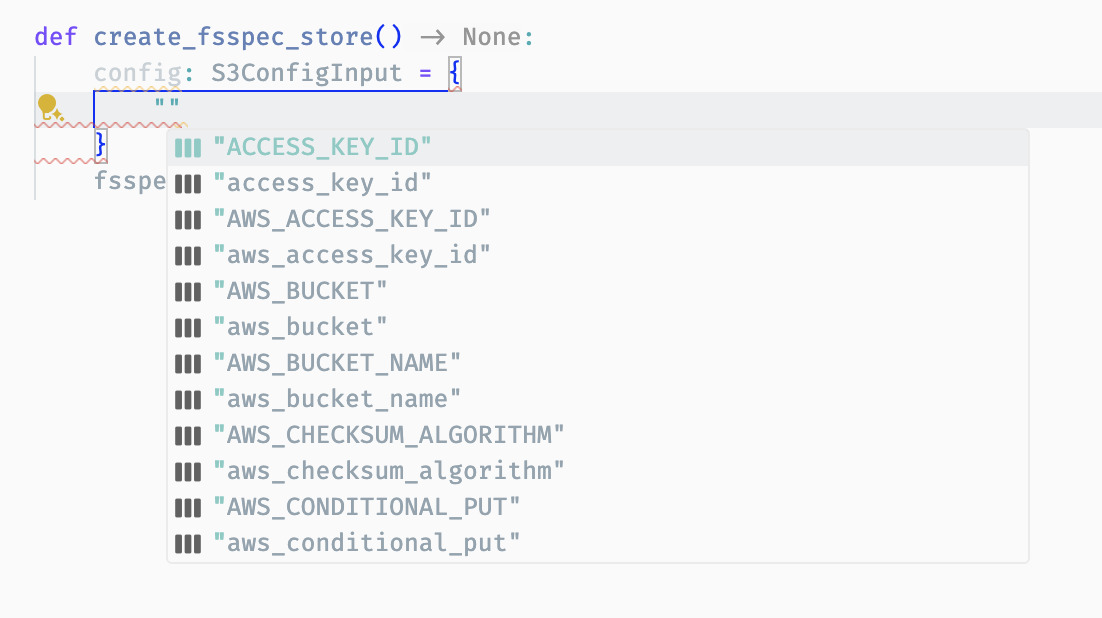 def create_fsspec_store() → None:
config: S3ConfigInput = {
""
"ACCESS_KEY_ID"
}
"access_key_id"
fsspe
"AWS_ACCESS_KEY_ID"
"aws_access_key_id"
"AWS_BUCKET"
"aws_bucket"
"AWS_BUCKET_NAME"
"aws_bucket_name"
"AWS_CHECKSUM_ALGORITHM"
"aws_checksum_algorithm"
"AWS_CONDITIONAL_PUT"
"aws_conditional_put"